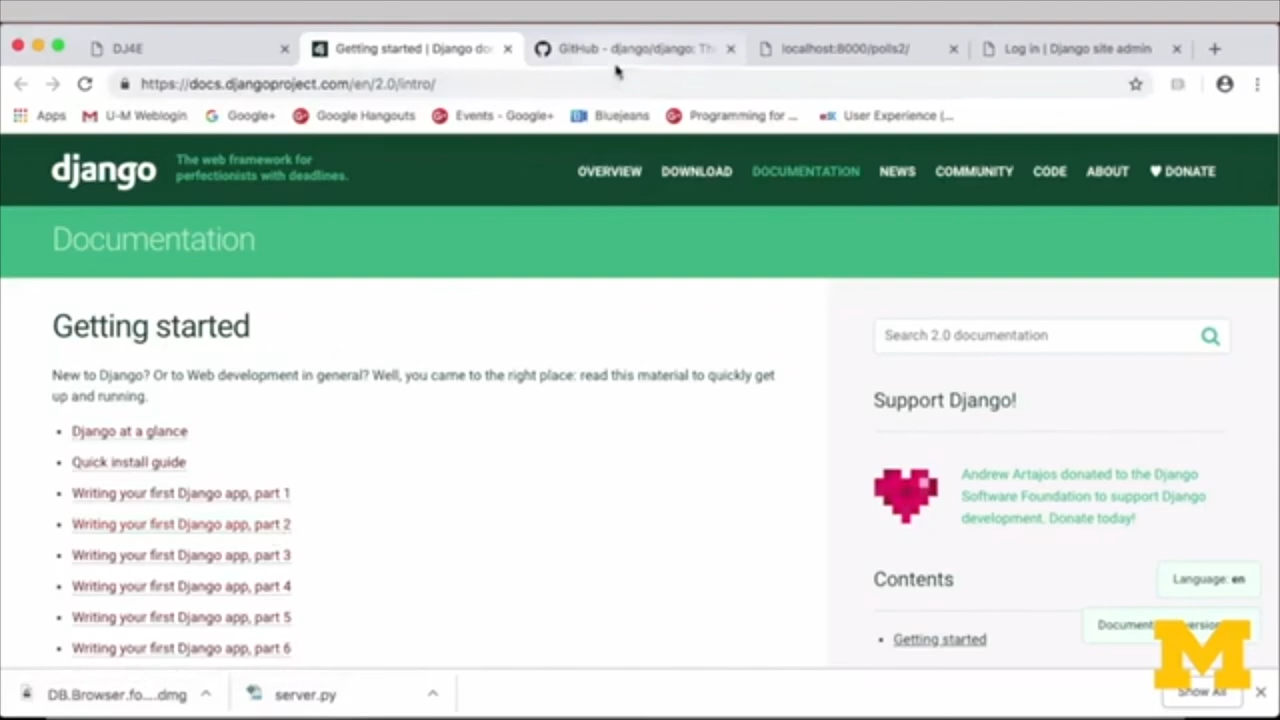 DJ4E
Getting started | Django do
GitHub - django/django: Th
localhost:8000/polls2/
Log in | Django site admin
https://docs.djangoproject.com/en/2.0/intro/
Apps
U-M Weblogin
Google+
Google Hangouts
Events - Google+
Bluejeans
Programming for ...
User Experience (...
django
The web framework for
perfectionists with deadlines.
OVERVIEW
DOWNLOAD
DOCUMENTATION
NEWS
COMMUNITY
CODE
ABOUT
DONATE
Documentation
Getting started
New to Django? Or to Web development in general? Well, you came to the right place: read this material to quickly get
up and running.
Django at a glance
Quick install guide
Writing your first Django app, part 1
Writing your first Django app, part 2
Writing your first Django app, part 3
Writing your first Django app, part 4
Writing your first Django app, part 5
Writing your first Django app, part 6
Search 2.0 documentation
Support Django!
Andrew Artajos donated to the Django
Software Foundation to support Django
development. Donate today!
Contents
Language: en
Getting started
M
DB.Browser.fo....dmg
server.py
Show All